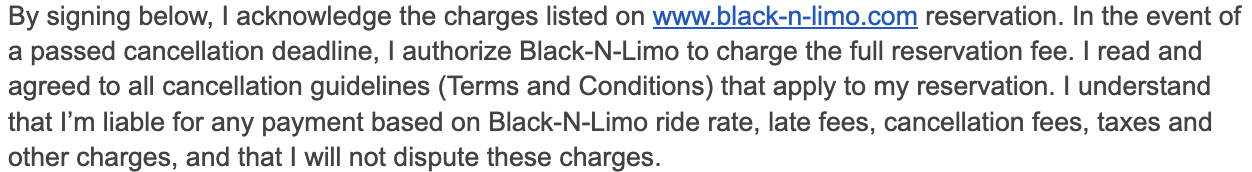 By signing below, I acknowledge the charges listed on www.black-n-limo.com reservation. In the event of
a passed cancellation deadline, I authorize Black-N-Limo to charge the full reservation fee. I read and
agreed to all cancellation guidelines (Terms and Conditions) that apply to my reservation. I understand
that I’m liable for any payment based on Black-N-Limo ride rate, late fees, cancellation fees, taxes and
other charges, and that I will not dispute these charges.